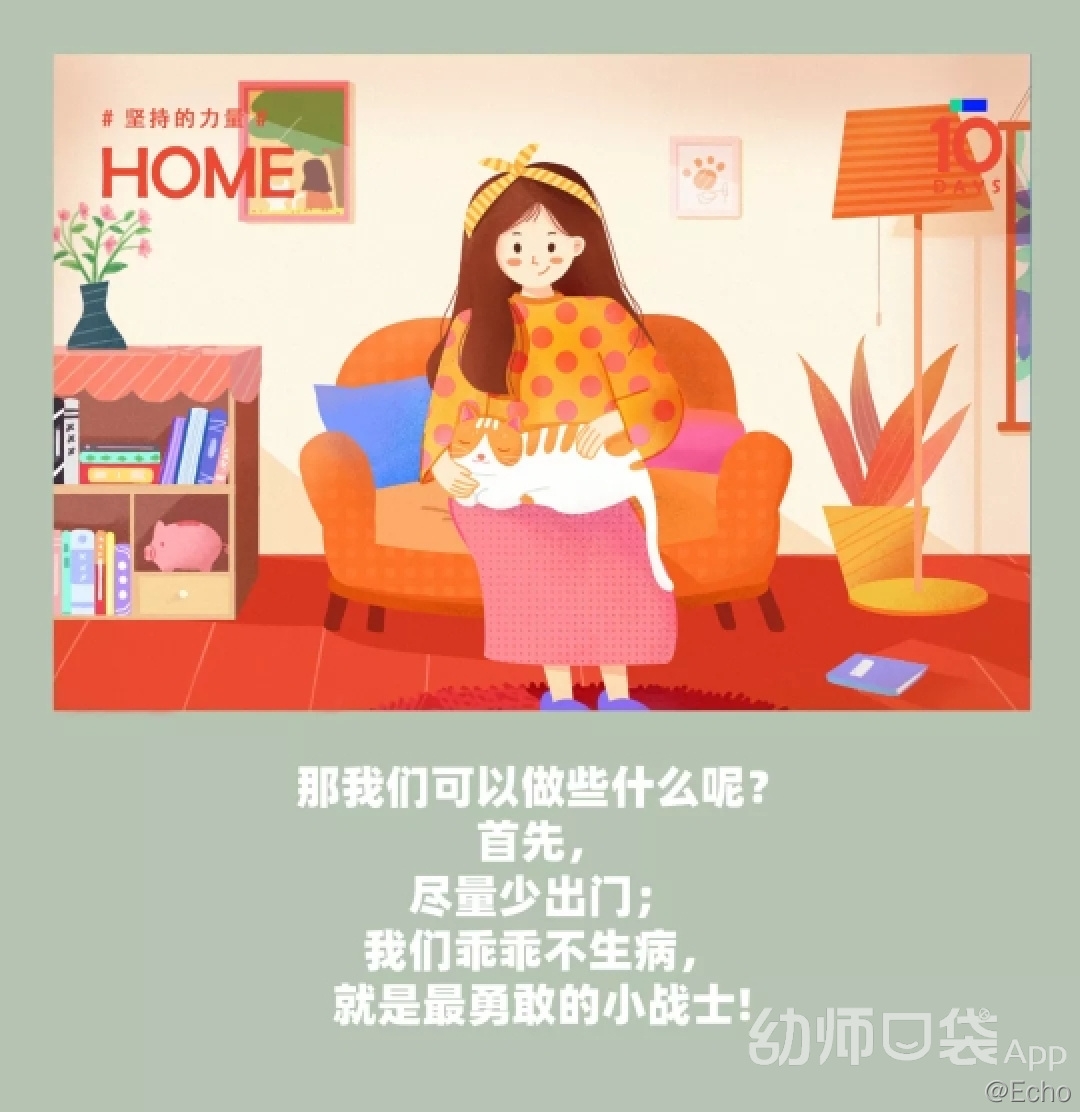 # 坚持的力量 #
HOME
10
DAYS
那我们可以做些什么呢?
首先,
尽量少出门;
我们乖乖不生病,
就是最勇敢的小战士!
幼师口袋 App
@Echo